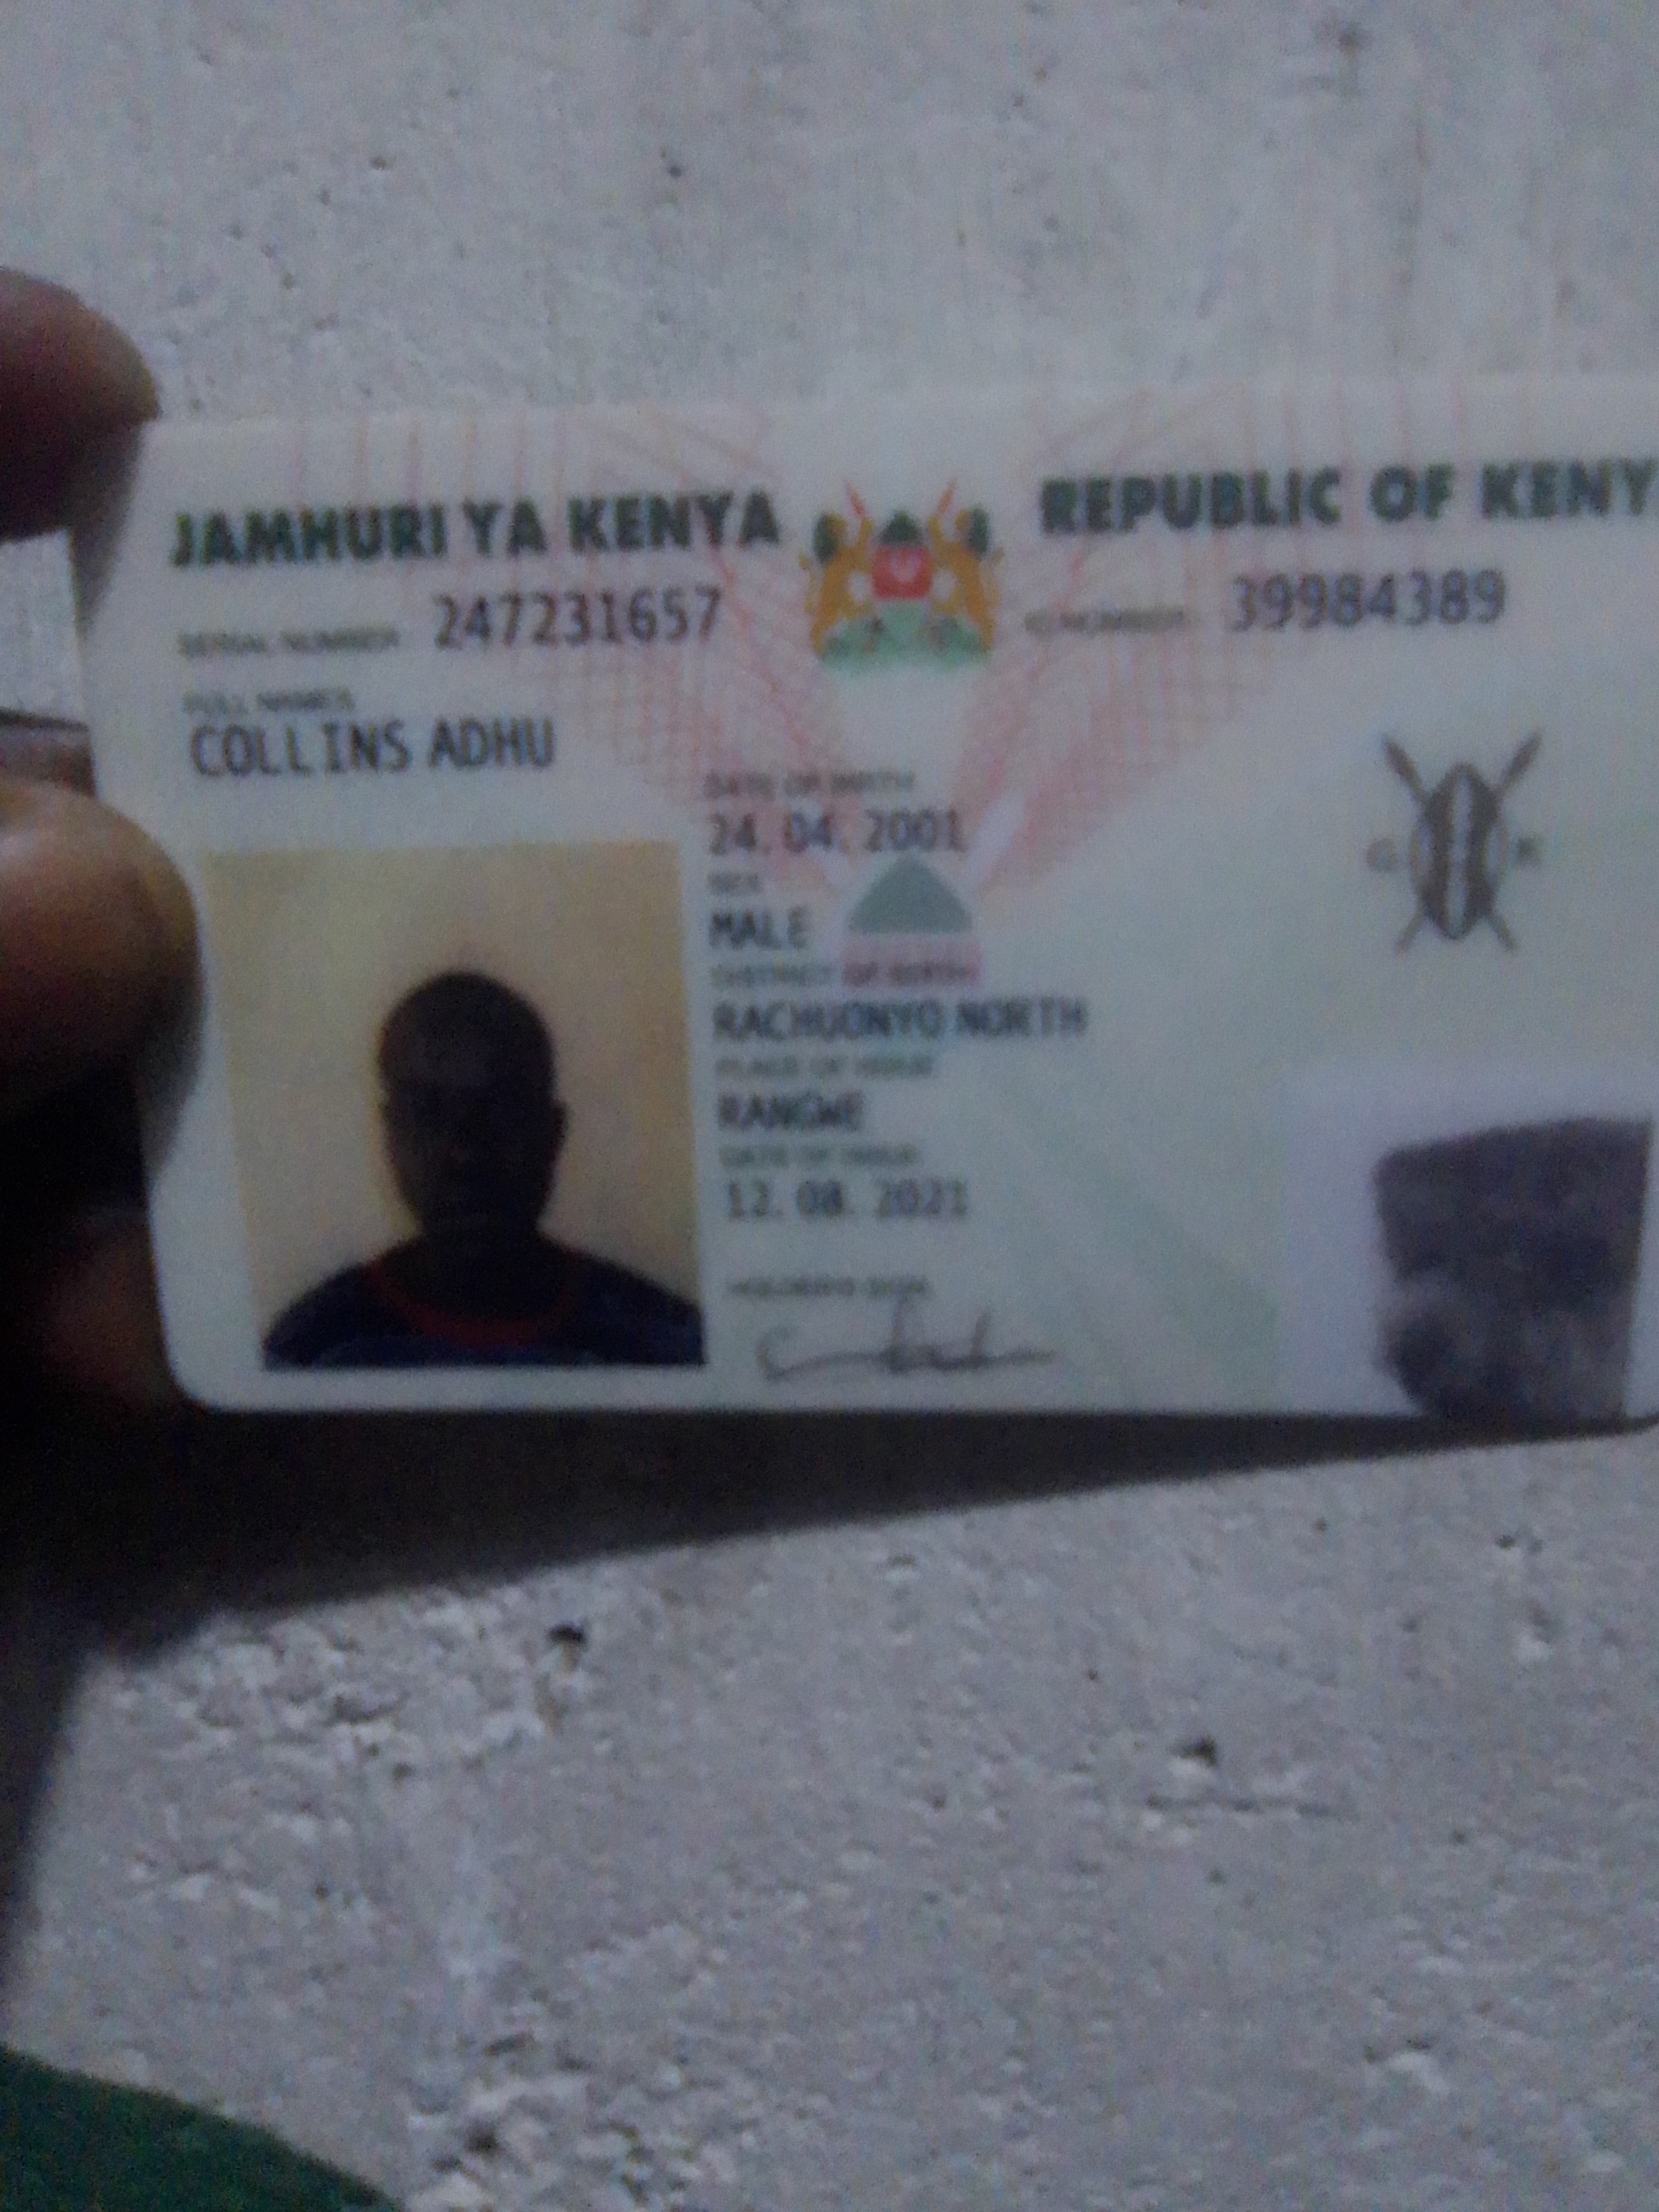 JAMHURI YA KENYA REPUBLIC OF KENY
SERIAL NUMBER 247231657 ID NUMBER 39984389
FULL NAMES
COLLINS ADHU
DATE OF BIRTH
24.04.2001
SEX
MALE
DISTRICT OF BIRTH
RACHUONYO NORTH
PLACE OF ISSUE
RANGWE
DATE OF ISSUE
12.08.2021
HOLDER'S SIGN.
G K